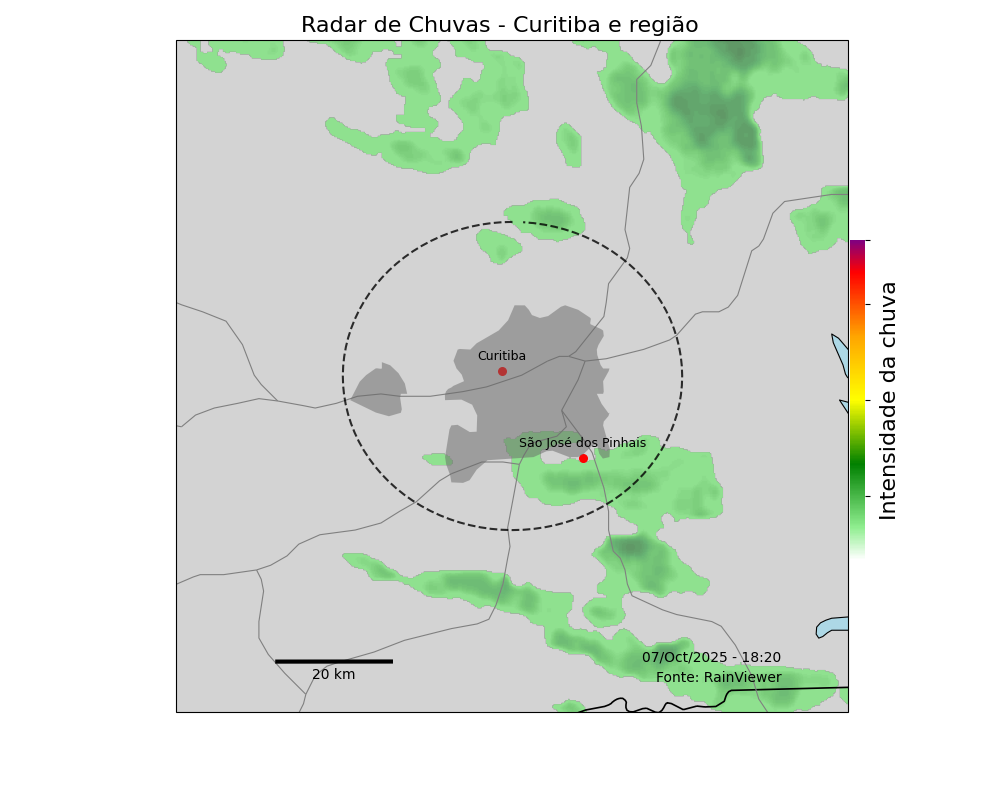 Radar de Chuvas - Curitiba e região
Curitiba
São José dos Pinhais
Intensidade da chuva
07/Oct/2025 - 18:20
Fonte: RainViewer
20 km